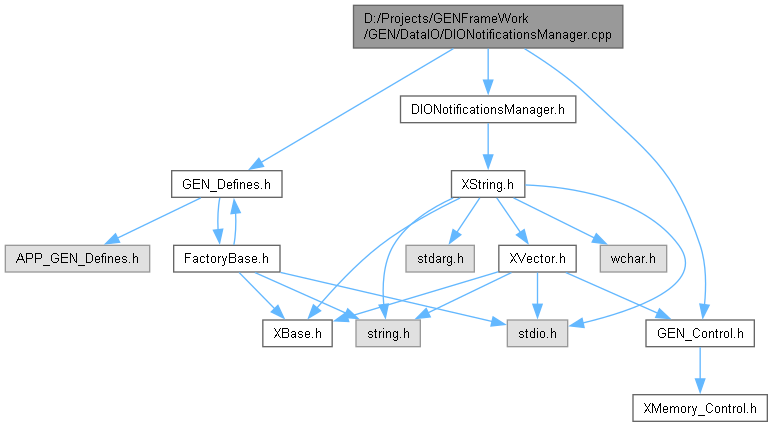 D:/Projects/GENFrameWork
/GEN/DataIO/DIONotificationsManager.cpp
DIONotificationsManager.h
GEN_Defines.h
XString.h
APP_GEN_Defines.h
FactoryBase.h
stdarg.h
XVector.h
wchar.h
XBase.h
string.h
stdio.h
GEN_Control.h
XMemory_Control.h